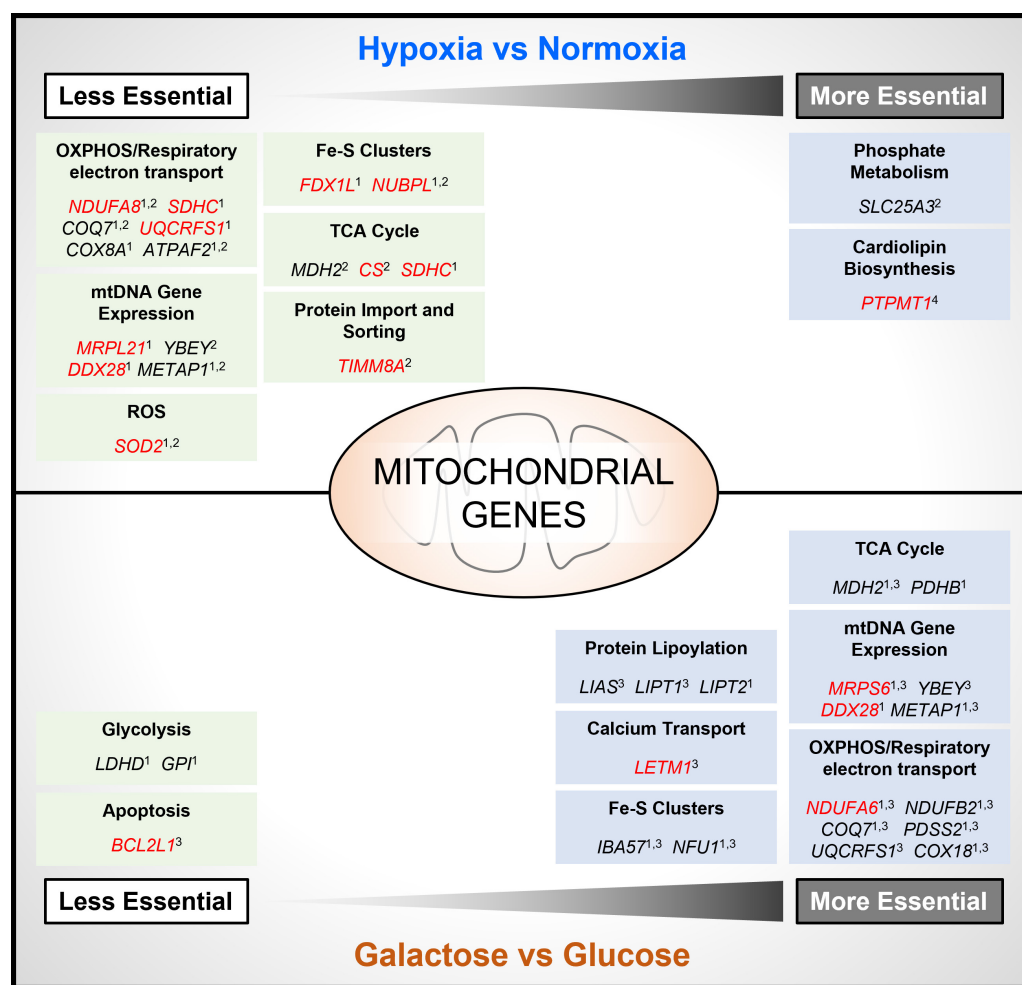 Hypoxia vs Normoxia
Less Essential
More Essential
OXPHOS/Respiratory
electron transport
NDUFA8¹,² SDHC¹
COQ7¹,² UQCRFS1¹
COX8A¹ ATPAF2¹,²
mtDNA Gene
Expression
MRPL21¹ YBEY²
DDX28¹ METAP1¹,²
ROS
SOD2¹,²
Fe-S Clusters
FDX1L¹ NUBPL¹,²
TCA Cycle
MDH2² CS² SDHC¹
Protein Import and
Sorting
TIMM8A²
Phosphate
Metabolism
SLC25A3²
Cardiolipin
Biosynthesis
PTPMT1⁴
MITOCHONDRIAL
GENES
Glycolysis
LDHD¹ GPI¹
Apoptosis
BCL2L1³
Protein Lipoylation
LIAS³ LIPT1³ LIPT2¹
Calcium Transport
LETM1³
Fe-S Clusters
IBA57¹,³ NFU1¹,³
TCA Cycle
MDH2¹,³ PDHB¹
mtDNA Gene
Expression
MRPS6¹,³ YBEY³
DDX28¹ METAP1¹,³
OXPHOS/Respiratory
electron transport
NDUFA6¹,³ NDUFB2¹,³
COQ7¹,³ PDSS2¹,³
UQCRFS1³ COX18¹,³
Less Essential
More Essential
Galactose vs Glucose